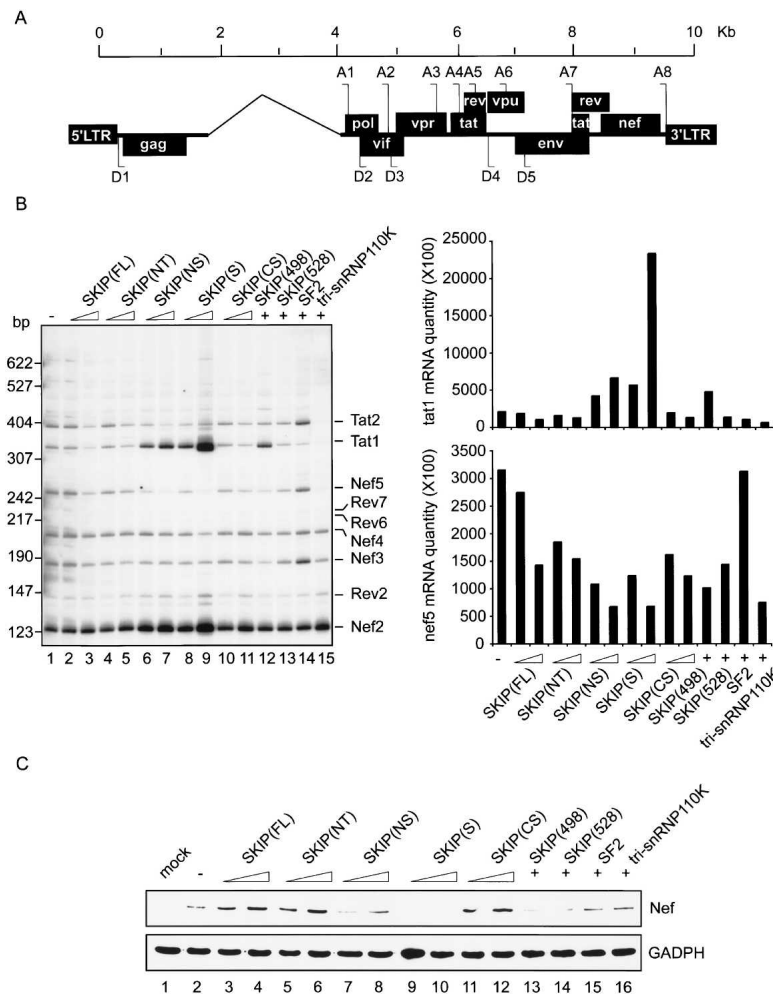 A
0 2 4 6 8 10 Kb
A1 A2 A3 A4 A5 A6 A7 A8
rev vpu rev
5'LTR gag pol vif vpr tat env tat nef 3'LTR
D1 D2 D3 D4 D5
B
SKIP(FL) SKIP(NT) SKIP(NS) SKIP(S) SKIP(CS) SKIP(498) SKIP(528) SF2 tri-snRNP110K
bp - + + + +
622
527
404
307
242
217
190
147
123
Tat2
Tat1
Nef5
Rev7
Rev6
Nef4
Nef3
Rev2
Nef2
1 2 3 4 5 6 7 8 9 10 11 12 13 14 15
tat1 mRNA quantity (X100)
25000
20000
15000
10000
5000
0
nef5 mRNA quantity (X100)
3500
3000
2500
2000
1500
1000
500
0
- + + + +
SKIP(FL) SKIP(NT) SKIP(NS) SKIP(S) SKIP(CS) SKIP(498) SKIP(528) SF2 tri-snRNP110K
C
mock - SKIP(FL) SKIP(NT) SKIP(NS) SKIP(S) SKIP(CS) SKIP(498) SKIP(528) SF2 tri-snRNP110K
+ + + +
Nef
GADPH
1 2 3 4 5 6 7 8 9 10 11 12 13 14 15 16